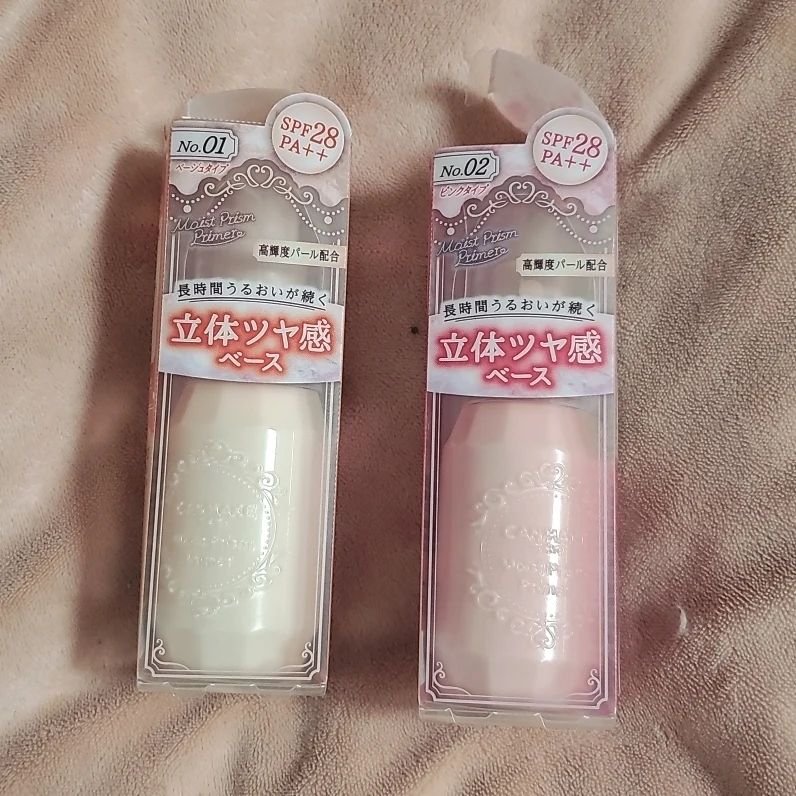 No.01
ベージュタイプ
SPF28
PA++
Moist Prism
Primer
高輝度パール配合
長時間うるおいが続く
立体ツヤ感
ベース
No.02
ピンクタイプ
SPF28
PA++
Moist Prism
Primer
高輝度パール配合
長時間うるおいが続く
立体ツヤ感
ベース